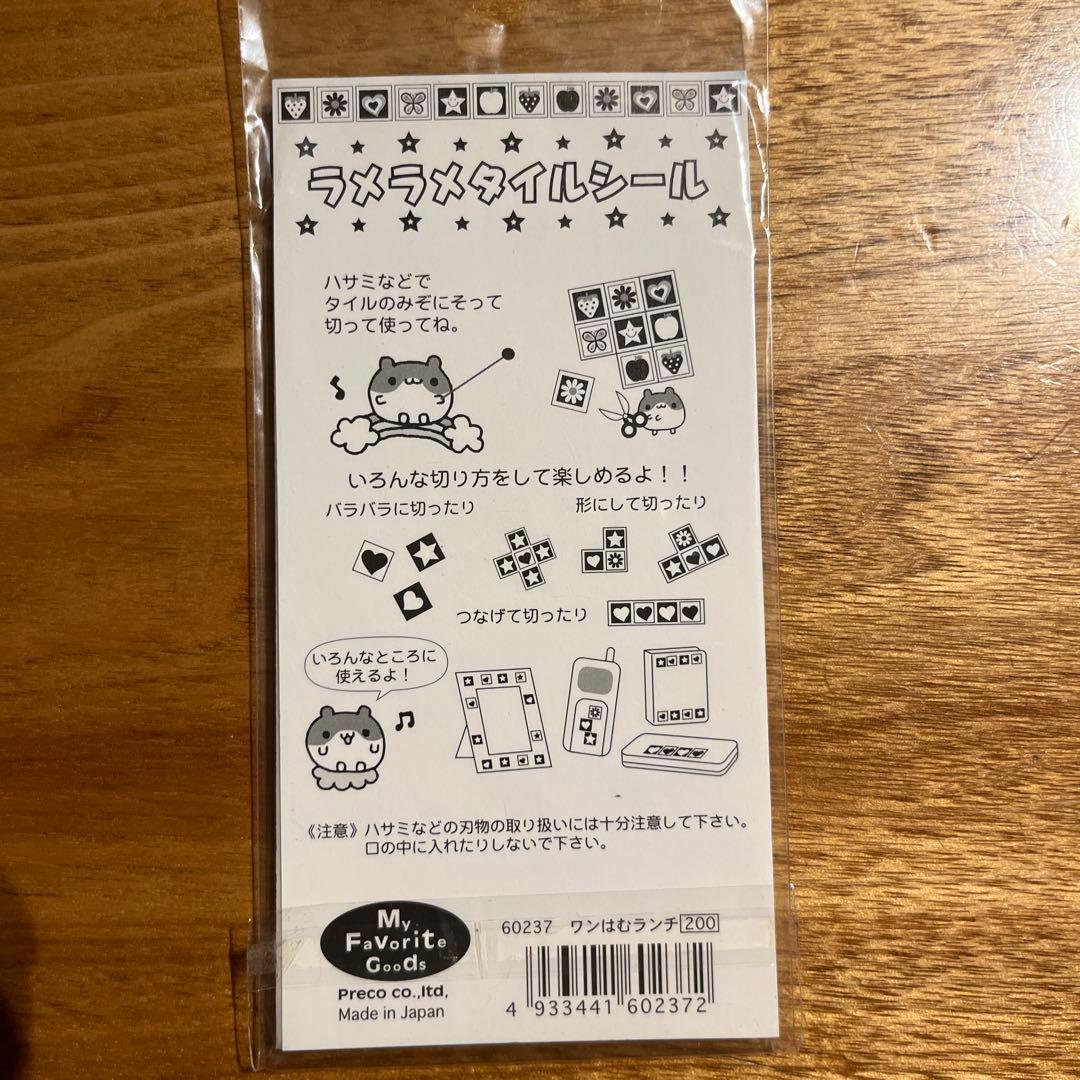 ラメラメタイルシール
ハサミなどで
タイルのみぞにそって
切って使ってね。
いろんな切り方をして楽しめるよ！！
バラバラに切ったり
形にして切ったり
つなげて切ったり
いろんなところに
使えるよ！
《注意》ハサミなどの刃物の取り扱いには十分注意して下さい。
口の中に入れたりしないで下さい。
My
FaVorite
Goods
Preco co.,ltd,
Made in Japan
60237 ワンはむランチ 200
4 933441 602372